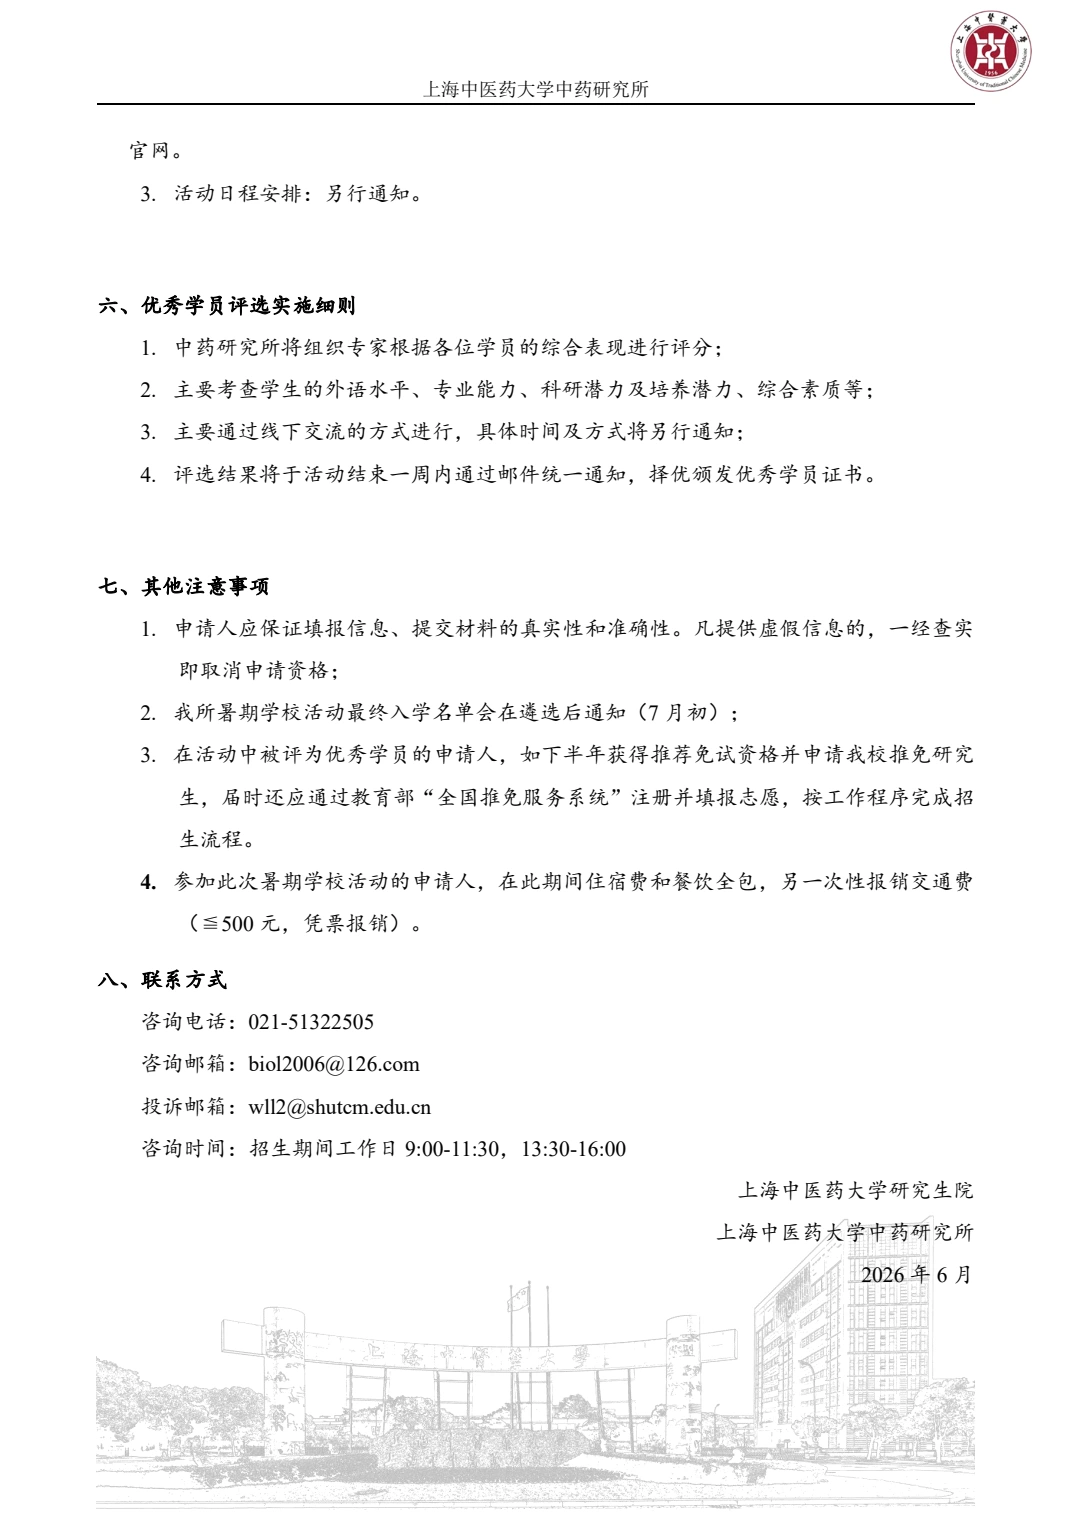 上海中医药大学
Shanghai University of Traditional Chinese Medicine
1956
上海中医药大学中药研究所
官网。
3. 活动日程安排：另行通知。
六、优秀学员评选实施细则
1. 中药研究所将组织专家根据各位学员的综合表现进行评分；
2. 主要考查学生的外语水平、专业能力、科研潜力及培养潜力、综合素质等；
3. 主要通过线下交流的方式进行，具体时间及方式将另行通知；
4. 评选结果将于活动结束一周内通过邮件统一通知，择优颁发优秀学员证书。
七、其他注意事项
1. 申请人应保证填报信息、提交材料的真实性和准确性。凡提供虚假信息的，一经查实
即取消申请资格；
2. 我所暑期学校活动最终入学名单会在遴选后通知（7 月初）；
3. 在活动中被评为优秀学员的申请人，如下半年获得推荐免试资格并申请我校推免研究
生，届时还应通过教育部“全国推免服务系统”注册并填报志愿，按工作程序完成招
生流程。
4. 参加此次暑期学校活动的申请人，在此期间住宿费和餐饮全包，另一次性报销交通费
（≦500 元，凭票报销）。
八、联系方式
咨询电话：021-51322505
咨询邮箱：biol2006@126.com
投诉邮箱：wll2@shutcm.edu.cn
咨询时间：招生期间工作日 9:00-11:30，13:30-16:00
上海中医药大学研究生院
上海中医药大学中药研究所
2026 年 6 月